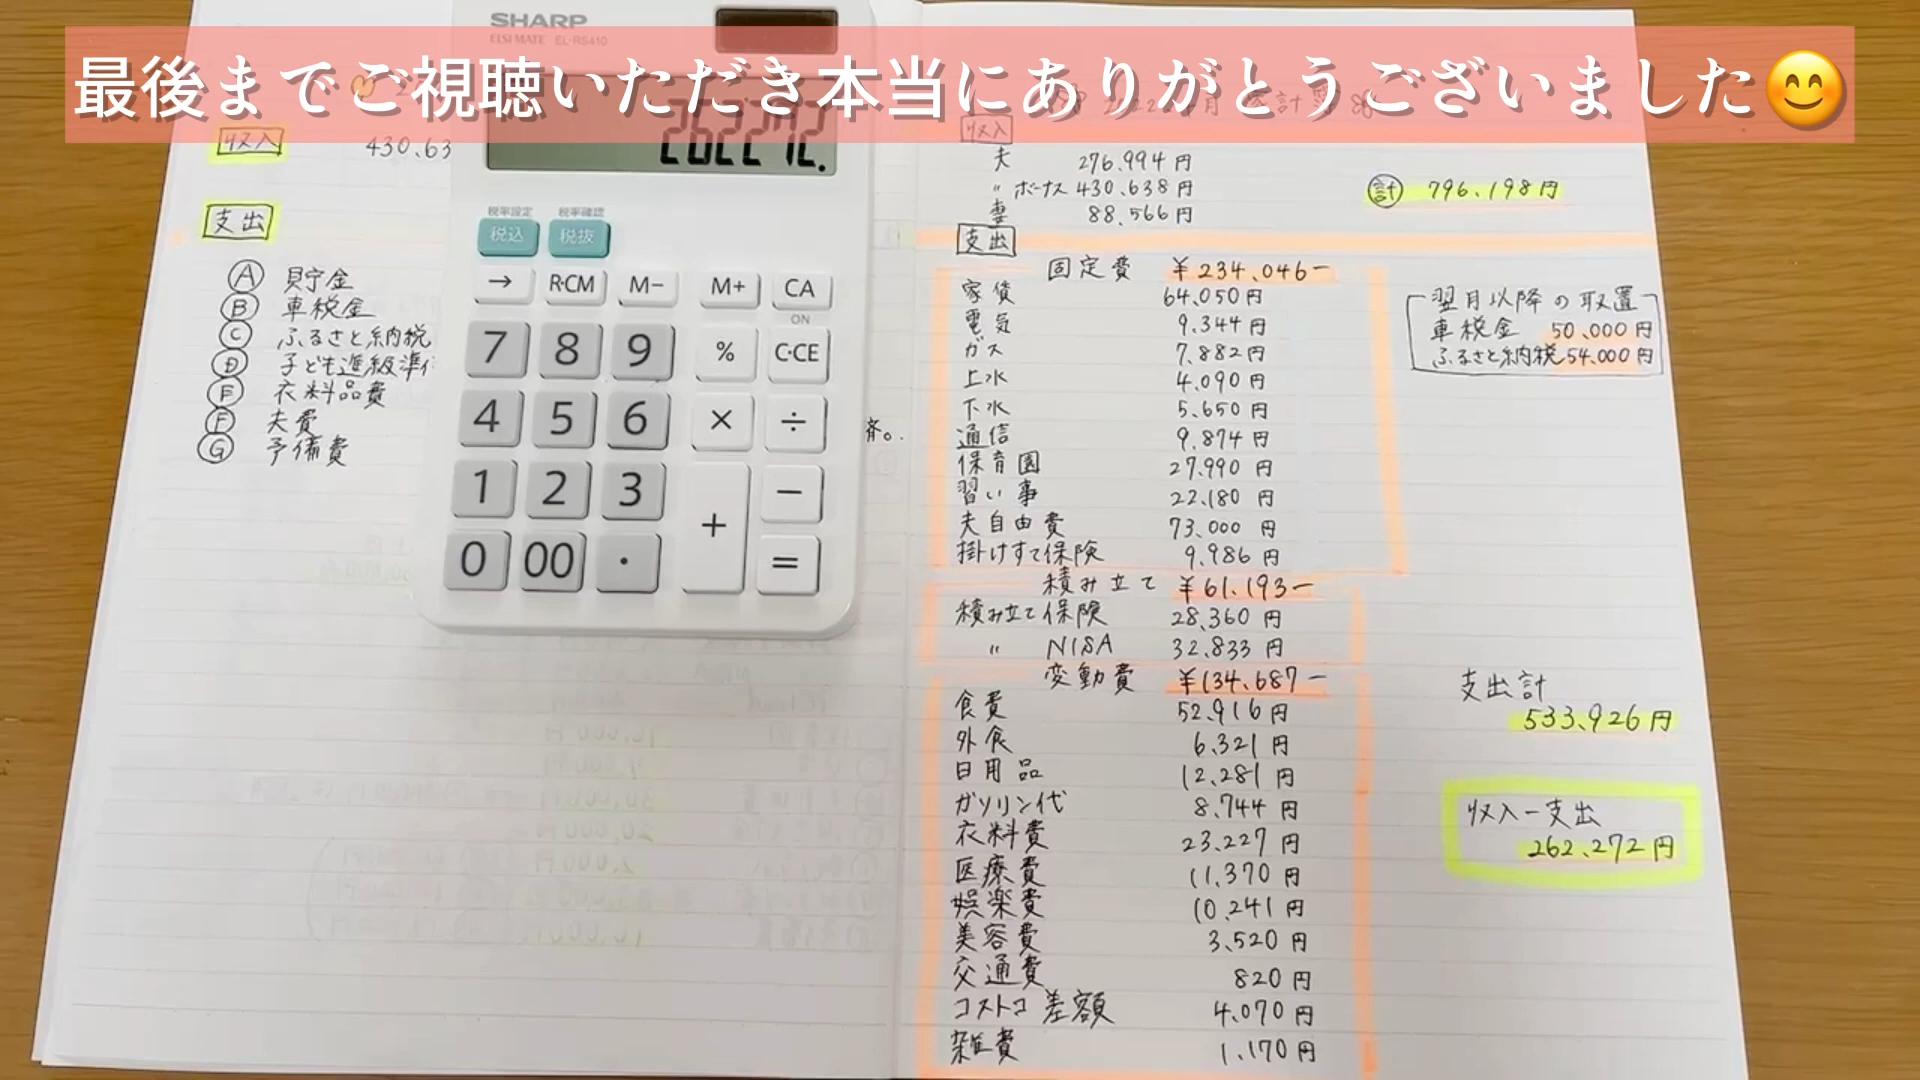 最後までご視聴いただき本当にありがとうございました😊
SHARP
ELSI MATE EL-RS410
262272.
税率設定 税率確認
税込 税抜
→ R・CM M− M+ CA
ON
7 8 9 % C・CE
4 5 6 × ÷
1 2 3 + −
0 00 ・ =
収入 430.63
支出
Ⓐ 貯金
Ⓑ 車税金
Ⓒ ふるさと納税
Ⓓ 子ども進級準
Ⓔ 衣料品費
Ⓕ 夫費
Ⓖ 予備費
済。
収入
夫 276.994円
〃 ボーナス 430.638円
妻 88.566円
計 796.198円
支出
固定費 ¥234.046−
家賃 64.050円
電気 9.344円
ガス 7.882円
上水 4.090円
下水 5.650円
通信 9.874円
保育園 27.990円
習い事 22.180円
夫自由費 73.000円
掛けすて保険 9.986円
翌月以降の取置
車税金 50.000円
ふるさと納税 54.000円
積み立て ¥61.193−
積み立て保険 28.360円
〃 NISA 32.833円
変動費 ¥134.687−
食費 52.916円
外食 6.321円
日用品 12.281円
ガソリン代 8.744円
衣料費 23.227円
医療費 11.370円
娯楽費 10.241円
美容費 3.520円
交通費 820円
コストコ差額 4.070円
雑費 1.170円
支出計
533.926円
収入−支出
262.272円